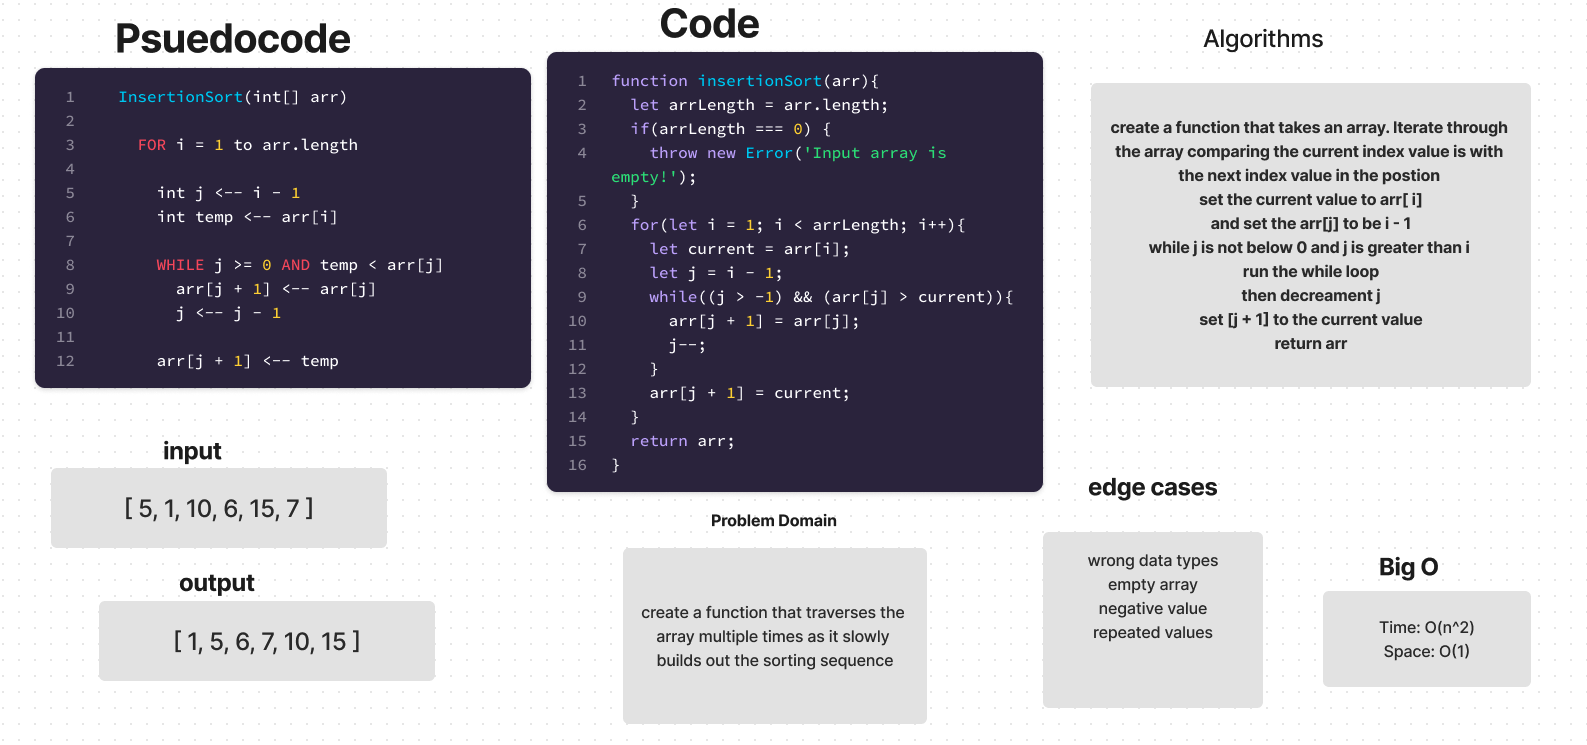 Psuedocode
1 InsertionSort(int[] arr)
2
3 FOR i = 1 to arr.length
4
5 int j <-- i - 1
6 int temp <-- arr[i]
7
8 WHILE j >= 0 AND temp < arr[j]
9 arr[j + 1] <-- arr[j]
10 j <-- j - 1
11
12 arr[j + 1] <-- temp
input
[ 5, 1, 10, 6, 15, 7 ]
output
[ 1, 5, 6, 7, 10, 15 ]
Code
1 function insertionSort(arr){
2 let arrLength = arr.length;
3 if(arrLength === 0) {
4 throw new Error('Input array is
empty!');
5 }
6 for(let i = 1; i < arrLength; i++){
7 let current = arr[i];
8 let j = i - 1;
9 while((j > -1) && (arr[j] > current)){
10 arr[j + 1] = arr[j];
11 j--;
12 }
13 arr[j + 1] = current;
14 }
15 return arr;
16 }
Problem Domain
create a function that traverses the
array multiple times as it slowly
builds out the sorting sequence
Algorithms
create a function that takes an array. Iterate through
the array comparing the current index value is with
the next index value in the postion
set the current value to arr[ i]
and set the arr[j] to be i - 1
while j is not below 0 and j is greater than i
run the while loop
then decreament j
set [j + 1] to the current value
return arr
edge cases
wrong data types
empty array
negative value
repeated values
Big O
Time: O(n^2)
Space: O(1)